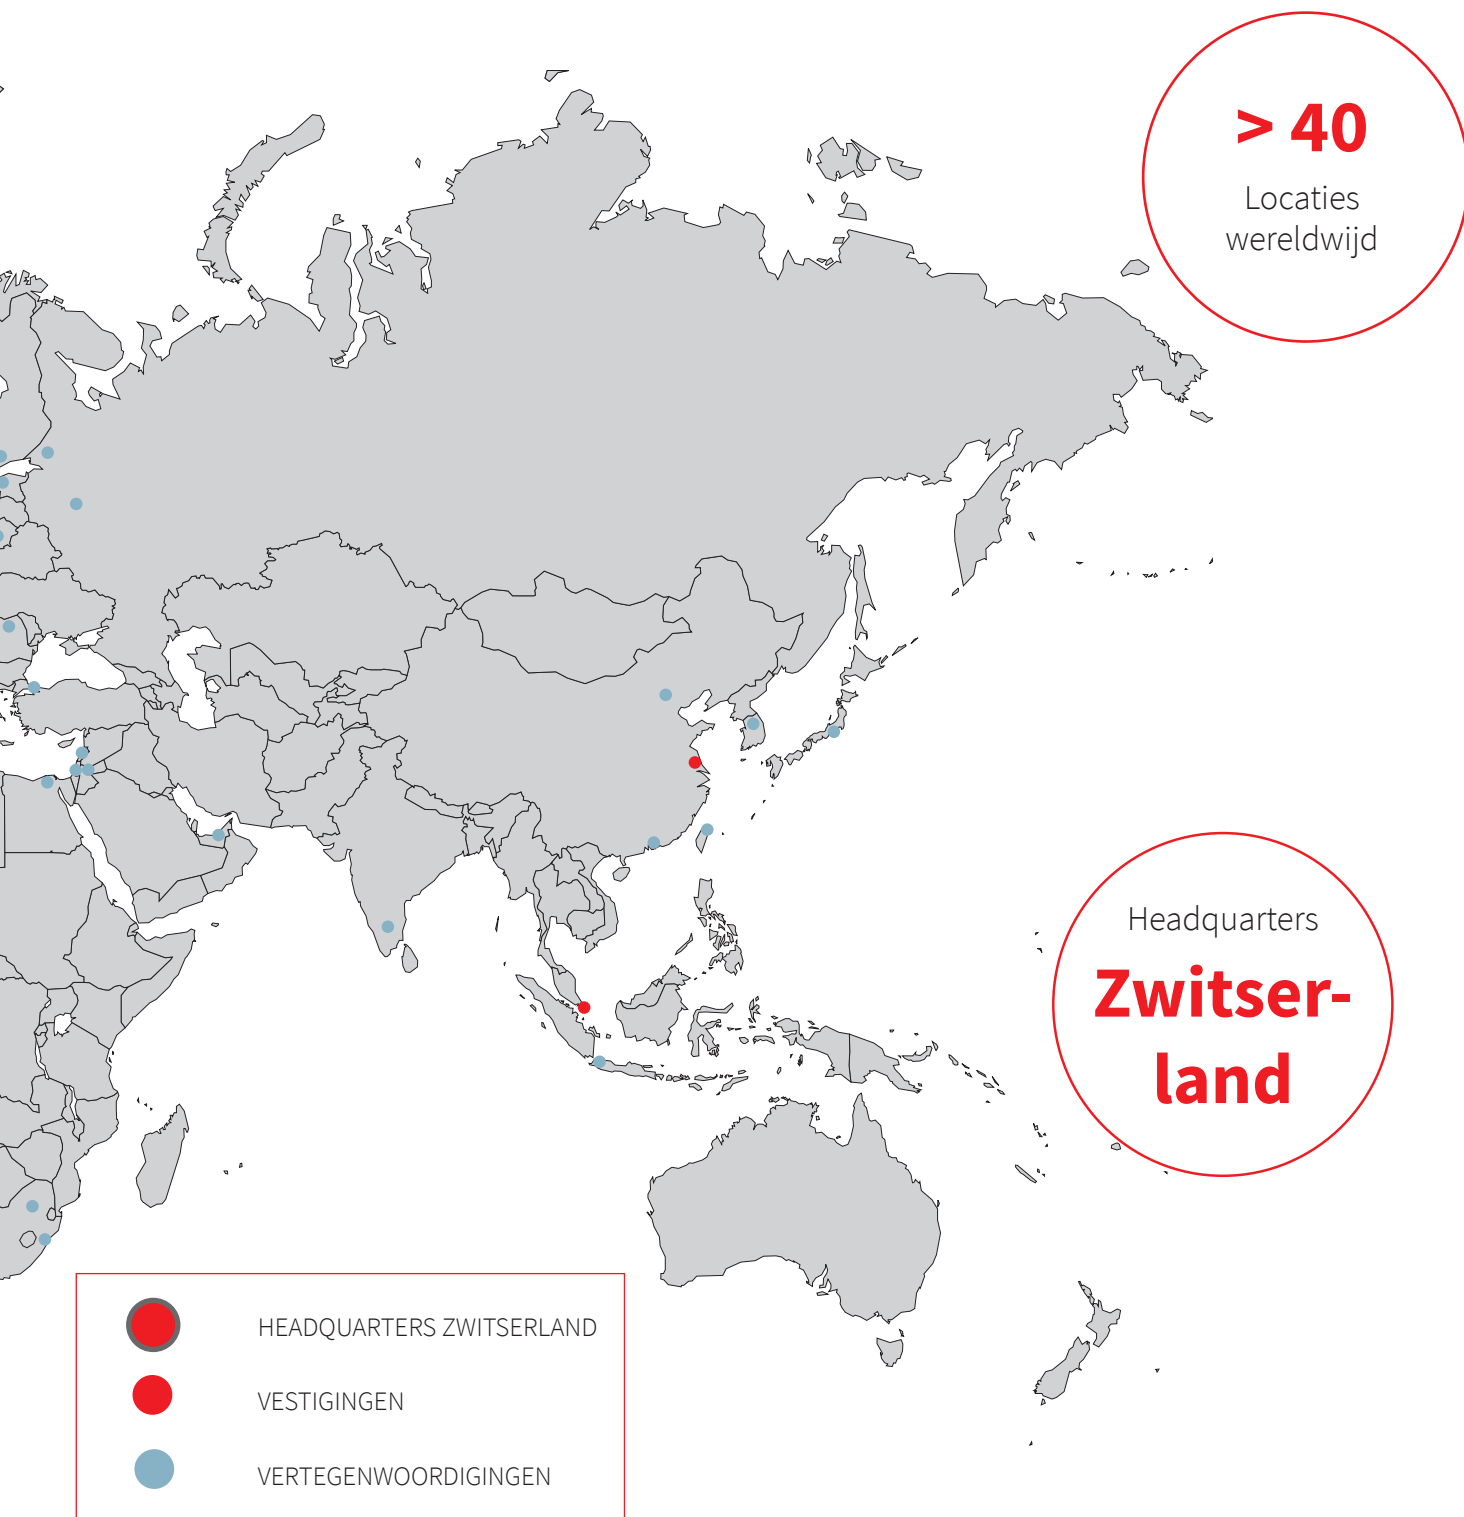 > 40
Locaties
wereldwijd
Headquarters
Zwitser-
land
HEADQUARTERS ZWITSERLAND
VESTIGINGEN
VERTEGENWOORDIGINGEN